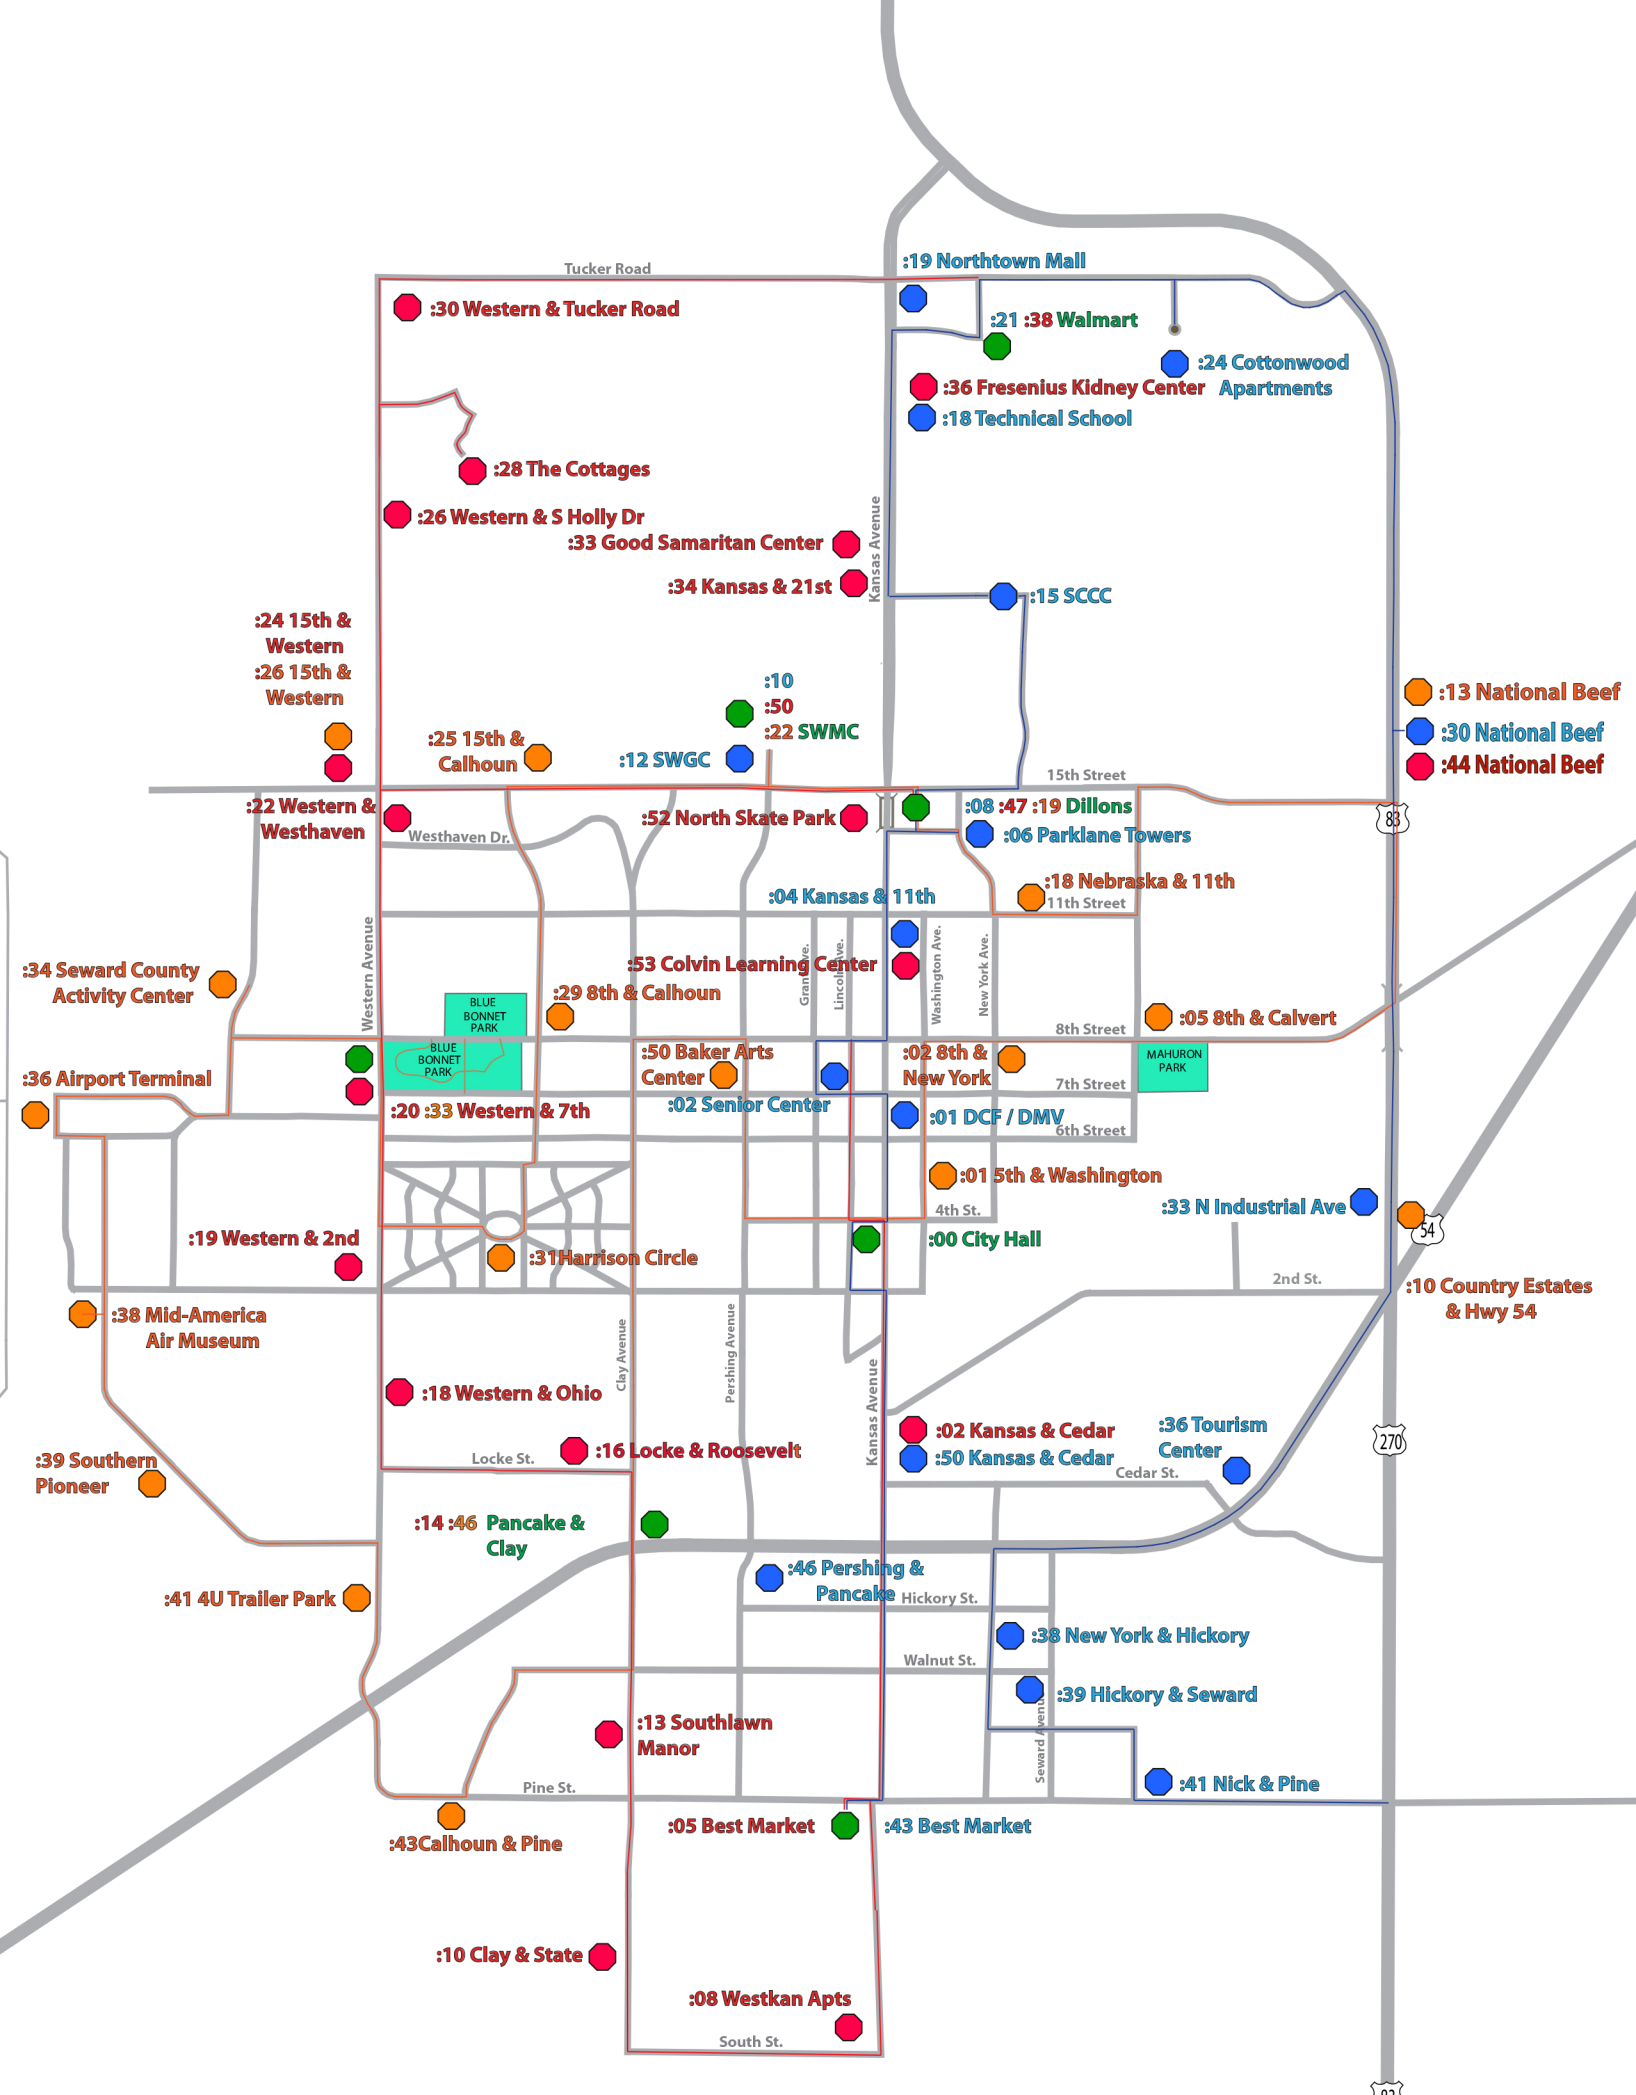 :19 Northtown Mall
Tucker Road
:30 Western & Tucker Road
:21 :38 Walmart
:24 Cottonwood
Apartments
:36 Fresenius Kidney Center
:18 Technical School
:28 The Cottages
:26 Western & S Holly Dr
Kansas Avenue
:33 Good Samaritan Center
:34 Kansas & 21st
:15 SCCC
:24 15th &
Western
:26 15th &
Western
:10
:50
:22 SWMC
:13 National Beef
:30 National Beef
:44 National Beef
:25 15th &
Calhoun
:12 SWGC
15th Street
:22 Western &
Westhaven
Westhaven Dr.
:52 North Skate Park
:08 :47 :19 Dillons
:06 Parklane Towers
83
:04 Kansas & 11th
:18 Nebraska & 11th
11th Street
Western Avenue
Grant Ave.
Lincoln Ave.
Washington Ave.
New York Ave.
:53 Colvin Learning Center
:34 Seward County
Activity Center
:29 8th & Calhoun
BLUE
BONNET
PARK
8th Street
:05 8th & Calvert
BLUE
BONNET
PARK
:50 Baker Arts
Center
:02 8th &
New York
MAHURON
PARK
:36 Airport Terminal
7th Street
:20 :33 Western & 7th
:02 Senior Center
:01 DCF / DMV
6th Street
:01 5th & Washington
4th St.
:33 N Industrial Ave
54
:19 Western & 2nd
:00 City Hall
:31Harrison Circle
2nd St.
:10 Country Estates
& Hwy 54
:38 Mid-America
Air Museum
Clay Avenue
Pershing Avenue
Kansas Avenue
:18 Western & Ohio
:02 Kansas & Cedar
:50 Kansas & Cedar
:36 Tourism
Center
270
:16 Locke & Roosevelt
Locke St.
Cedar St.
:39 Southern
Pioneer
:14 :46 Pancake &
Clay
:46 Pershing &
Pancake
Hickory St.
:41 4U Trailer Park
:38 New York & Hickory
Walnut St.
:39 Hickory & Seward
Seward Avenue
:13 Southlawn
Manor
Pine St.
:41 Nick & Pine
:43Calhoun & Pine
:05 Best Market
:43 Best Market
:10 Clay & State
:08 Westkan Apts
South St.